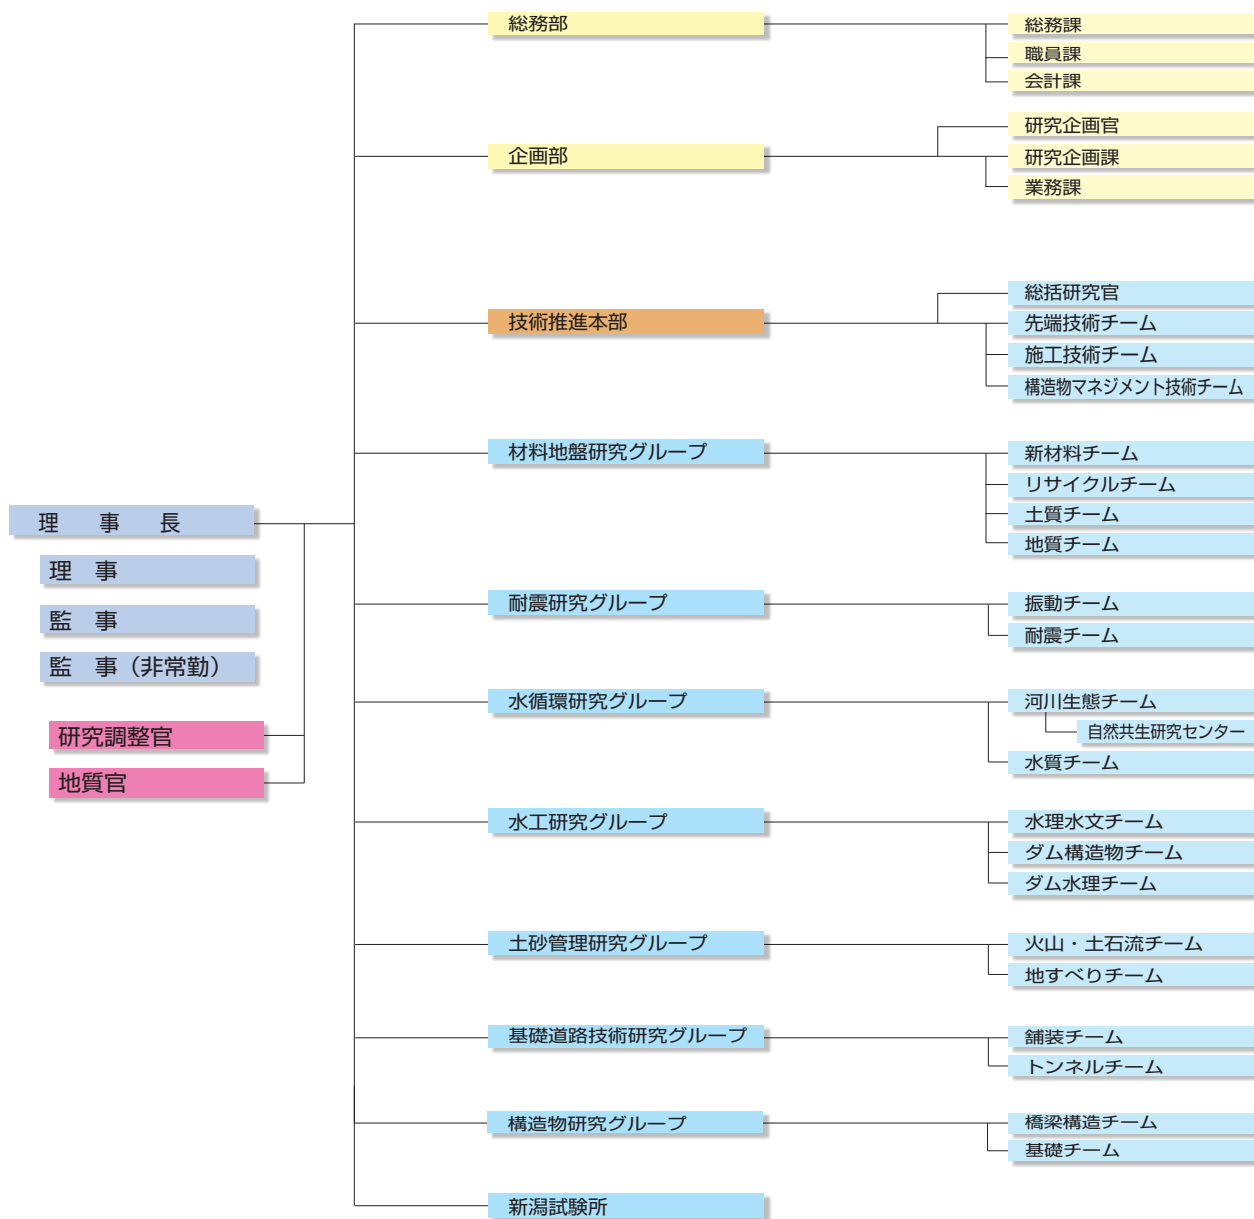 総務部
総務課
職員課
会計課
企画部
研究企画官
研究企画課
業務課
技術推進本部
総括研究官
先端技術チーム
施工技術チーム
構造物マネジメント技術チーム
材料地盤研究グループ
新材料チーム
リサイクルチーム
土質チーム
地質チーム
理　事　長
理　事
監　事
監　事（非常勤）
研究調整官
地質官
耐震研究グループ
振動チーム
耐震チーム
水循環研究グループ
河川生態チーム
自然共生研究センター
水質チーム
水工研究グループ
水理水文チーム
ダム構造物チーム
ダム水理チーム
土砂管理研究グループ
火山・土石流チーム
地すべりチーム
基礎道路技術研究グループ
舗装チーム
トンネルチーム
構造物研究グループ
橋梁構造チーム
基礎チーム
新潟試験所